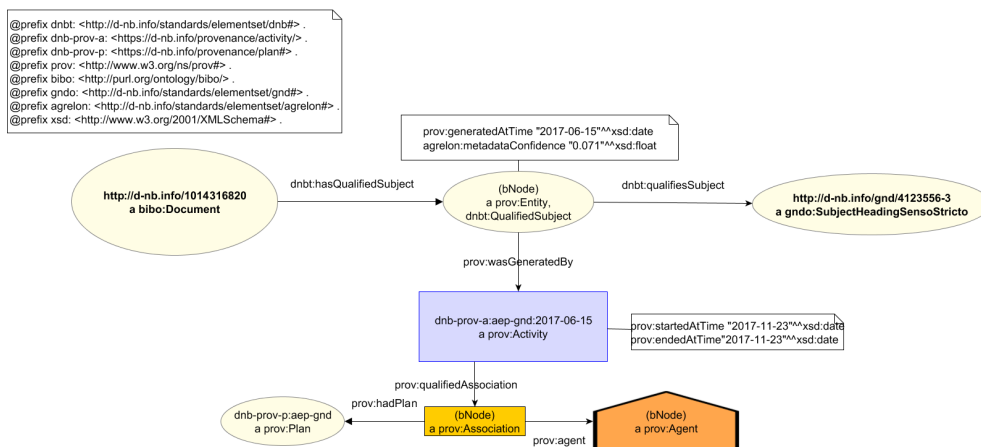 @prefix dnbt: <http://d-nb.info/standards/elementset/dnb#> .
@prefix dnb-prov-a: <https://d-nb.info/provenance/activity/> .
@prefix dnb-prov-p: <https://d-nb.info/provenance/plan#> .
@prefix prov: <http://www.w3.org/ns/prov#> .
@prefix bibo: <http://purl.org/ontology/bibo/> .
@prefix gndo: <http://d-nb.info/standards/elementset/gnd#> .
@prefix agrelon: <http://d-nb.info/standards/elementset/agrelon#> .
@prefix xsd: <http://www.w3.org/2001/XMLSchema#> .
prov:generatedAtTime "2017-06-15"^^xsd:date
agrelon:metadataConfidence "0.071"^^xsd:float
http://d-nb.info/1014316820
a bibo:Document
dnbt:hasQualifiedSubject
(bNode)
a prov:Entity,
dnbt:QualifiedSubject
dnbt:qualifiesSubject
http://d-nb.info/gnd/4123556-3
a gndo:SubjectHeadingSensoStricto
prov:wasGeneratedBy
dnb-prov-a:aep-gnd:2017-06-15
a prov:Activity
prov:startedAtTime "2017-11-23"^^xsd:date
prov:endedAtTime"2017-11-23"^^xsd:date
prov:qualifiedAssociation
prov:hadPlan
dnb-prov-p:aep-gnd
a prov:Plan
(bNode)
a prov:Association
prov:agent
(bNode)
a prov:Agent